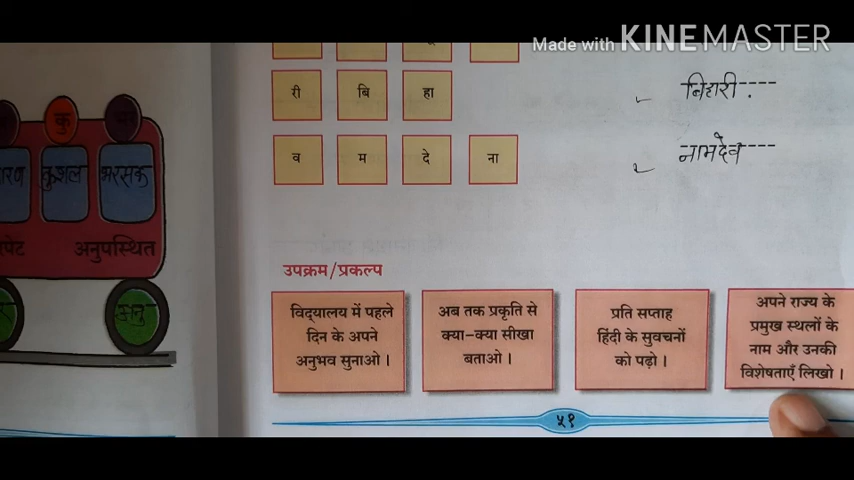 Made with KINEMASTER
री बि हा बिहारी.----
व म दे ना नामदेव----
कु
कुशल भरसक
अनुपस्थित
अनु
उपक्रम/प्रकल्प
विद्यालय में पहले
दिन के अपने
अनुभव सुनाओ ।
अब तक प्रकृति से
क्या-क्या सीखा
बताओ ।
प्रति सप्ताह
हिंदी के सुवचनों
को पढ़ो ।
अपने राज्य के
प्रमुख स्थलों के
नाम और उनकी
विशेषताएँ लिखो ।
५१